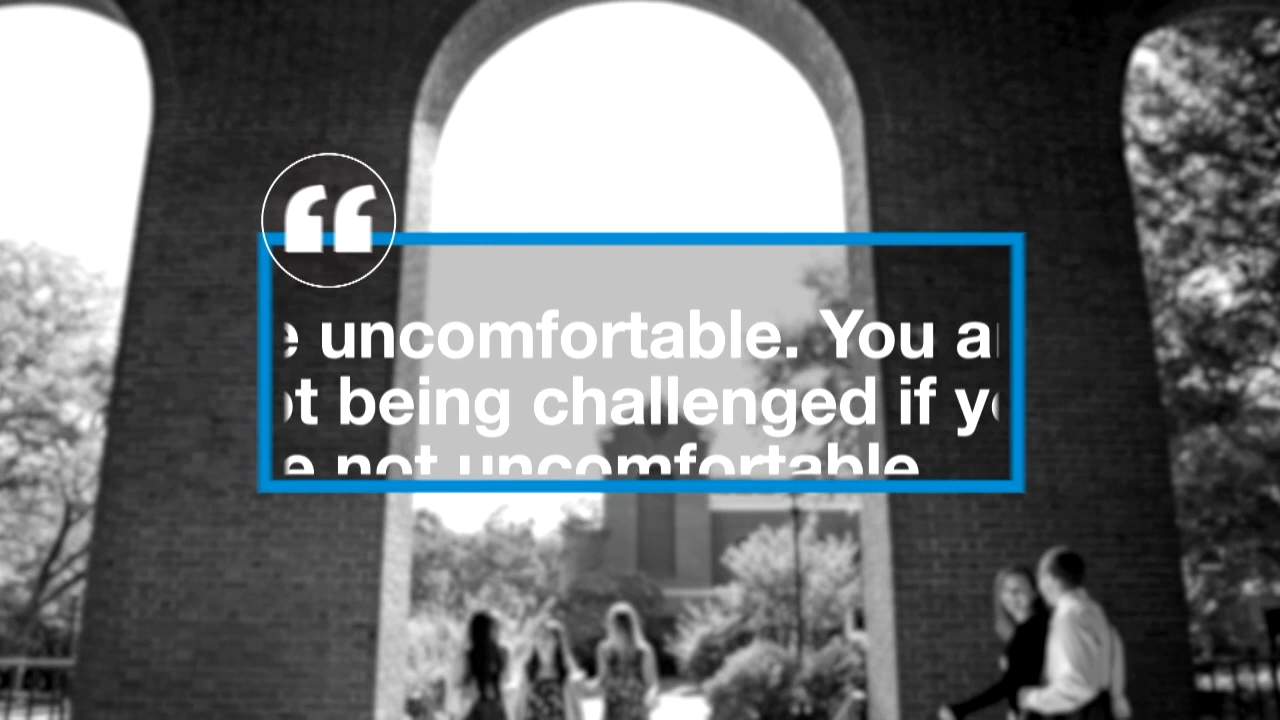 uncomfortable. You
being challenged if
not uncomfortable